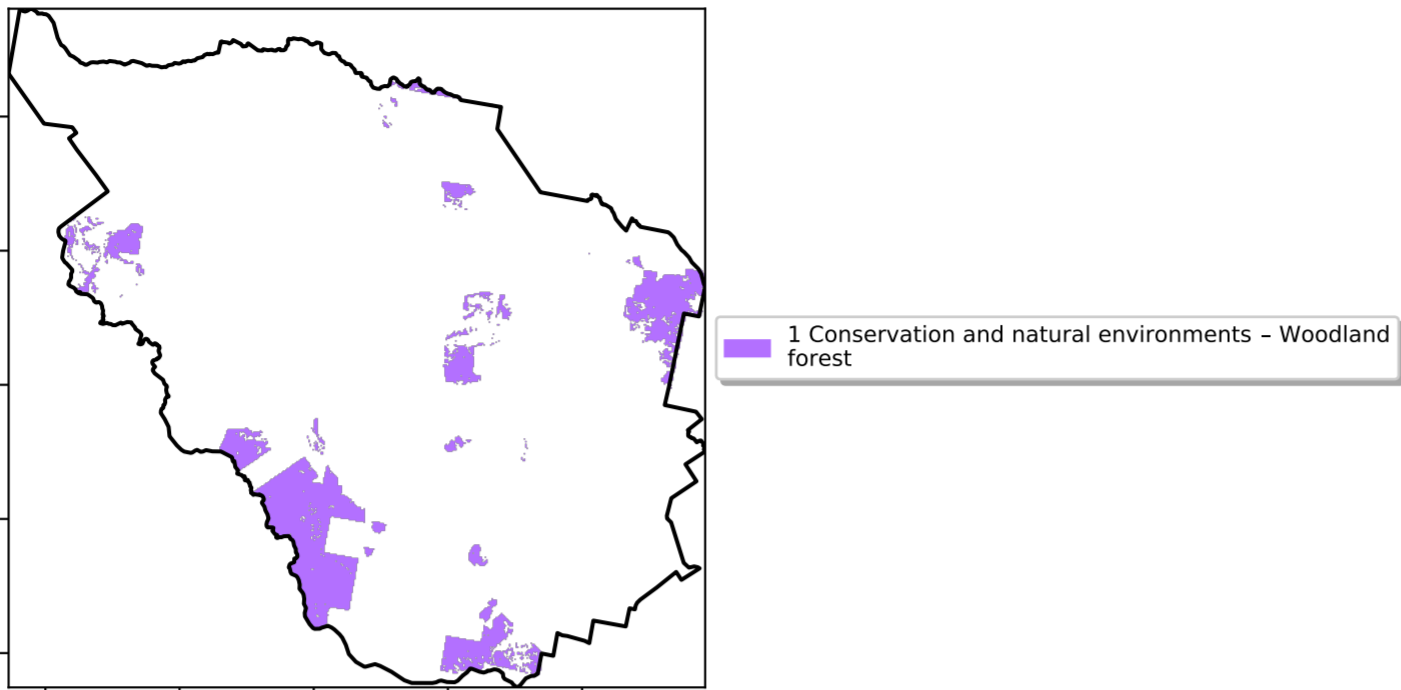 1 Conservation and natural environments – Woodland
forest